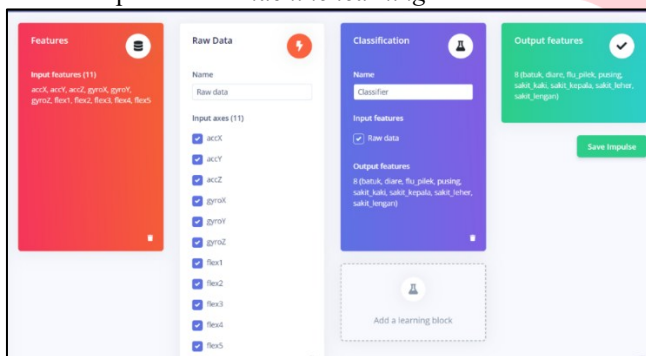 Features
Input features (11)
accX, accY, accZ, gyroX, gyroY,
gyroZ, flex1, flex2, flex3, flex4, flex5
Raw Data
Name
Raw data
Input axes (11)
accX
accY
accZ
gyroX
gyroY
gyroZ
flex1
flex2
flex3
flex4
flex5
Classification
Name
Classifier
Input features
Raw data
Output features
8 (batuk, diare, flu_pilek, pusing,
sakit_kaki, sakit_kepala, sakit_leher,
sakit_lengan)
Add a learning block
Output features
8 (batuk, diare, flu_pilek, pusing,
sakit_kaki, sakit_kepala, sakit_leher,
sakit_lengan)
Save Impulse